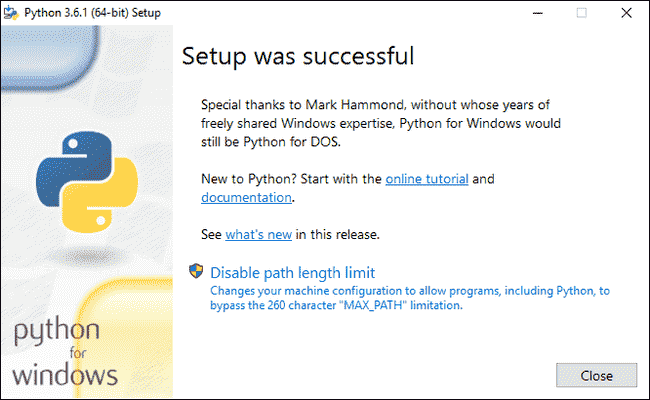 Python 3.6.1 (64-bit) Setup
Setup was successful
Special thanks to Mark Hammond, without whose years of
freely shared Windows expertise, Python for Windows would
still be Python for DOS.
New to Python? Start with the online tutorial and
documentation.
See what's new in this release.
Disable path length limit
Changes your machine configuration to allow programs, including Python, to
bypass the 260 character "MAX_PATH" limitation.
python
for
windows
Close